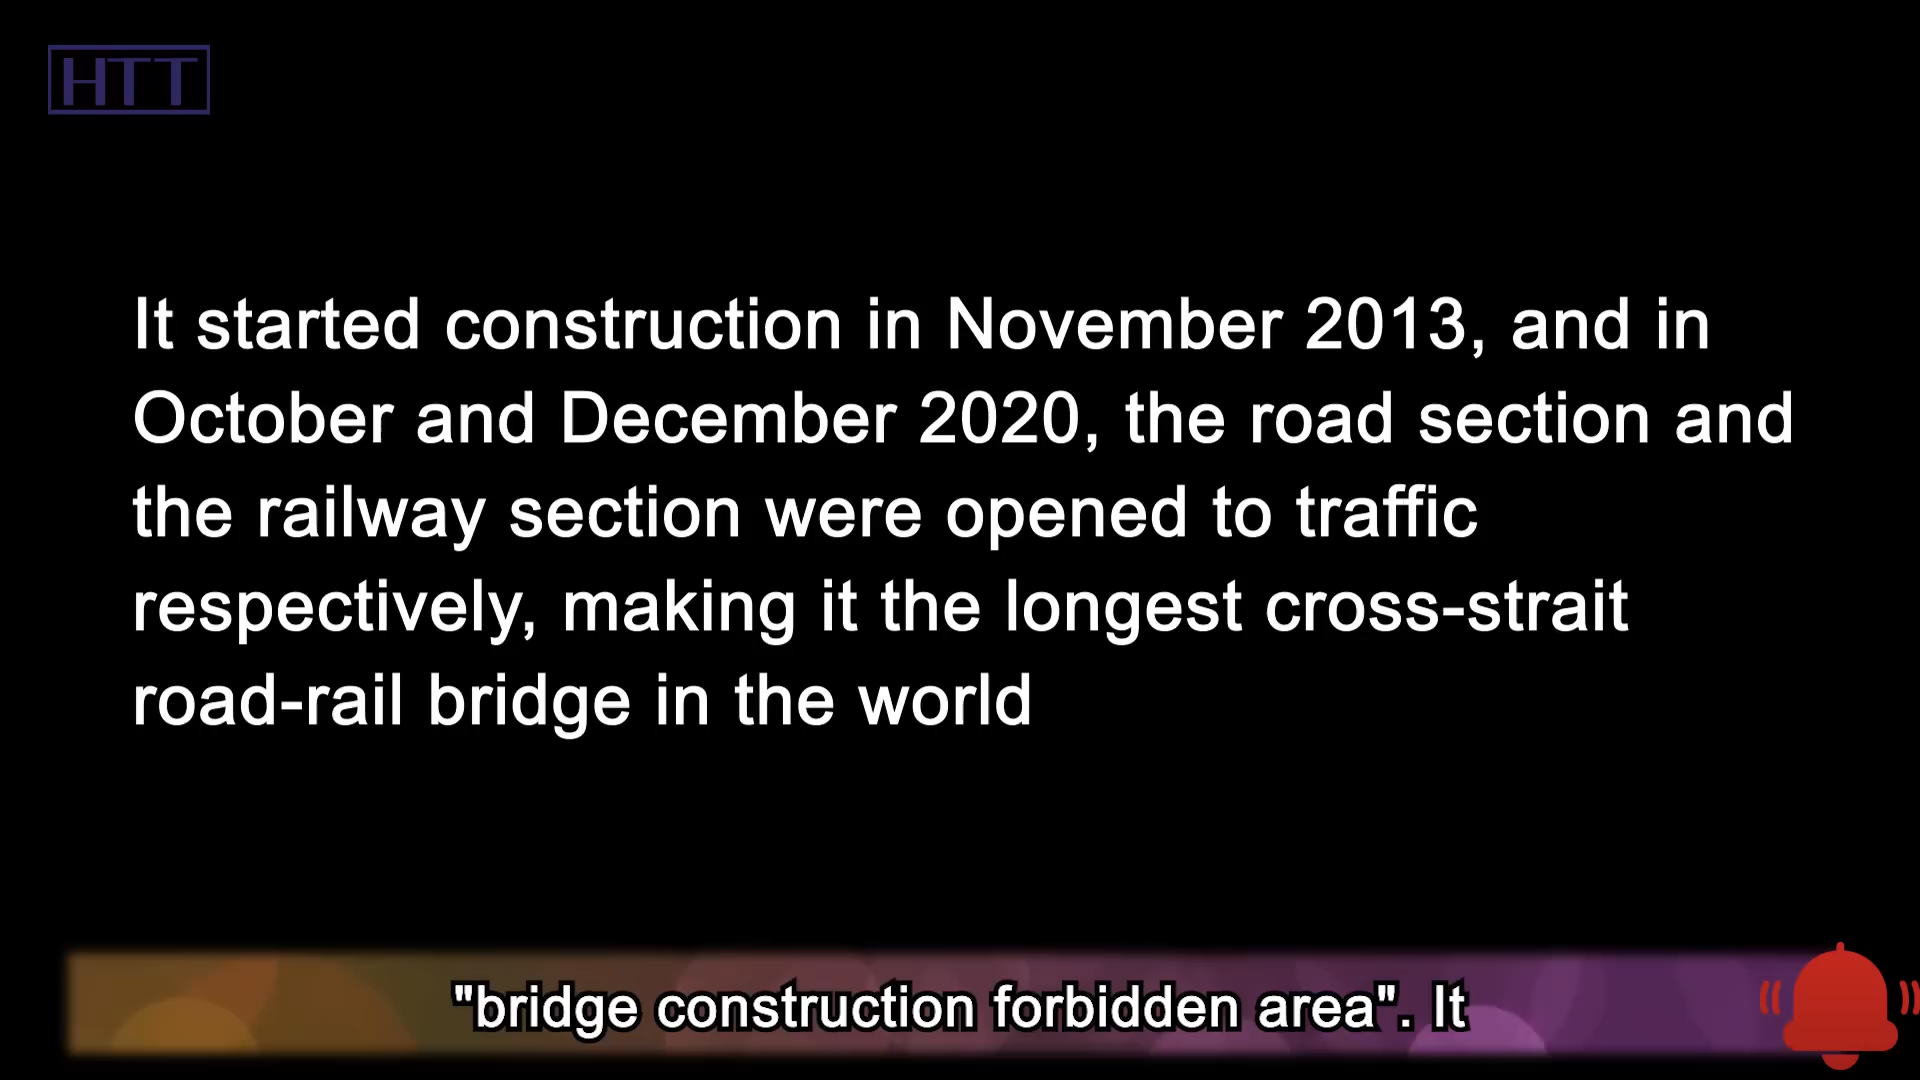 HTT
It started construction in November 2013, and in
October and December 2020, the road section and
the railway section were opened to traffic
respectively, making it the longest cross-strait
road-rail bridge in the world
"bridge construction forbidden area". It